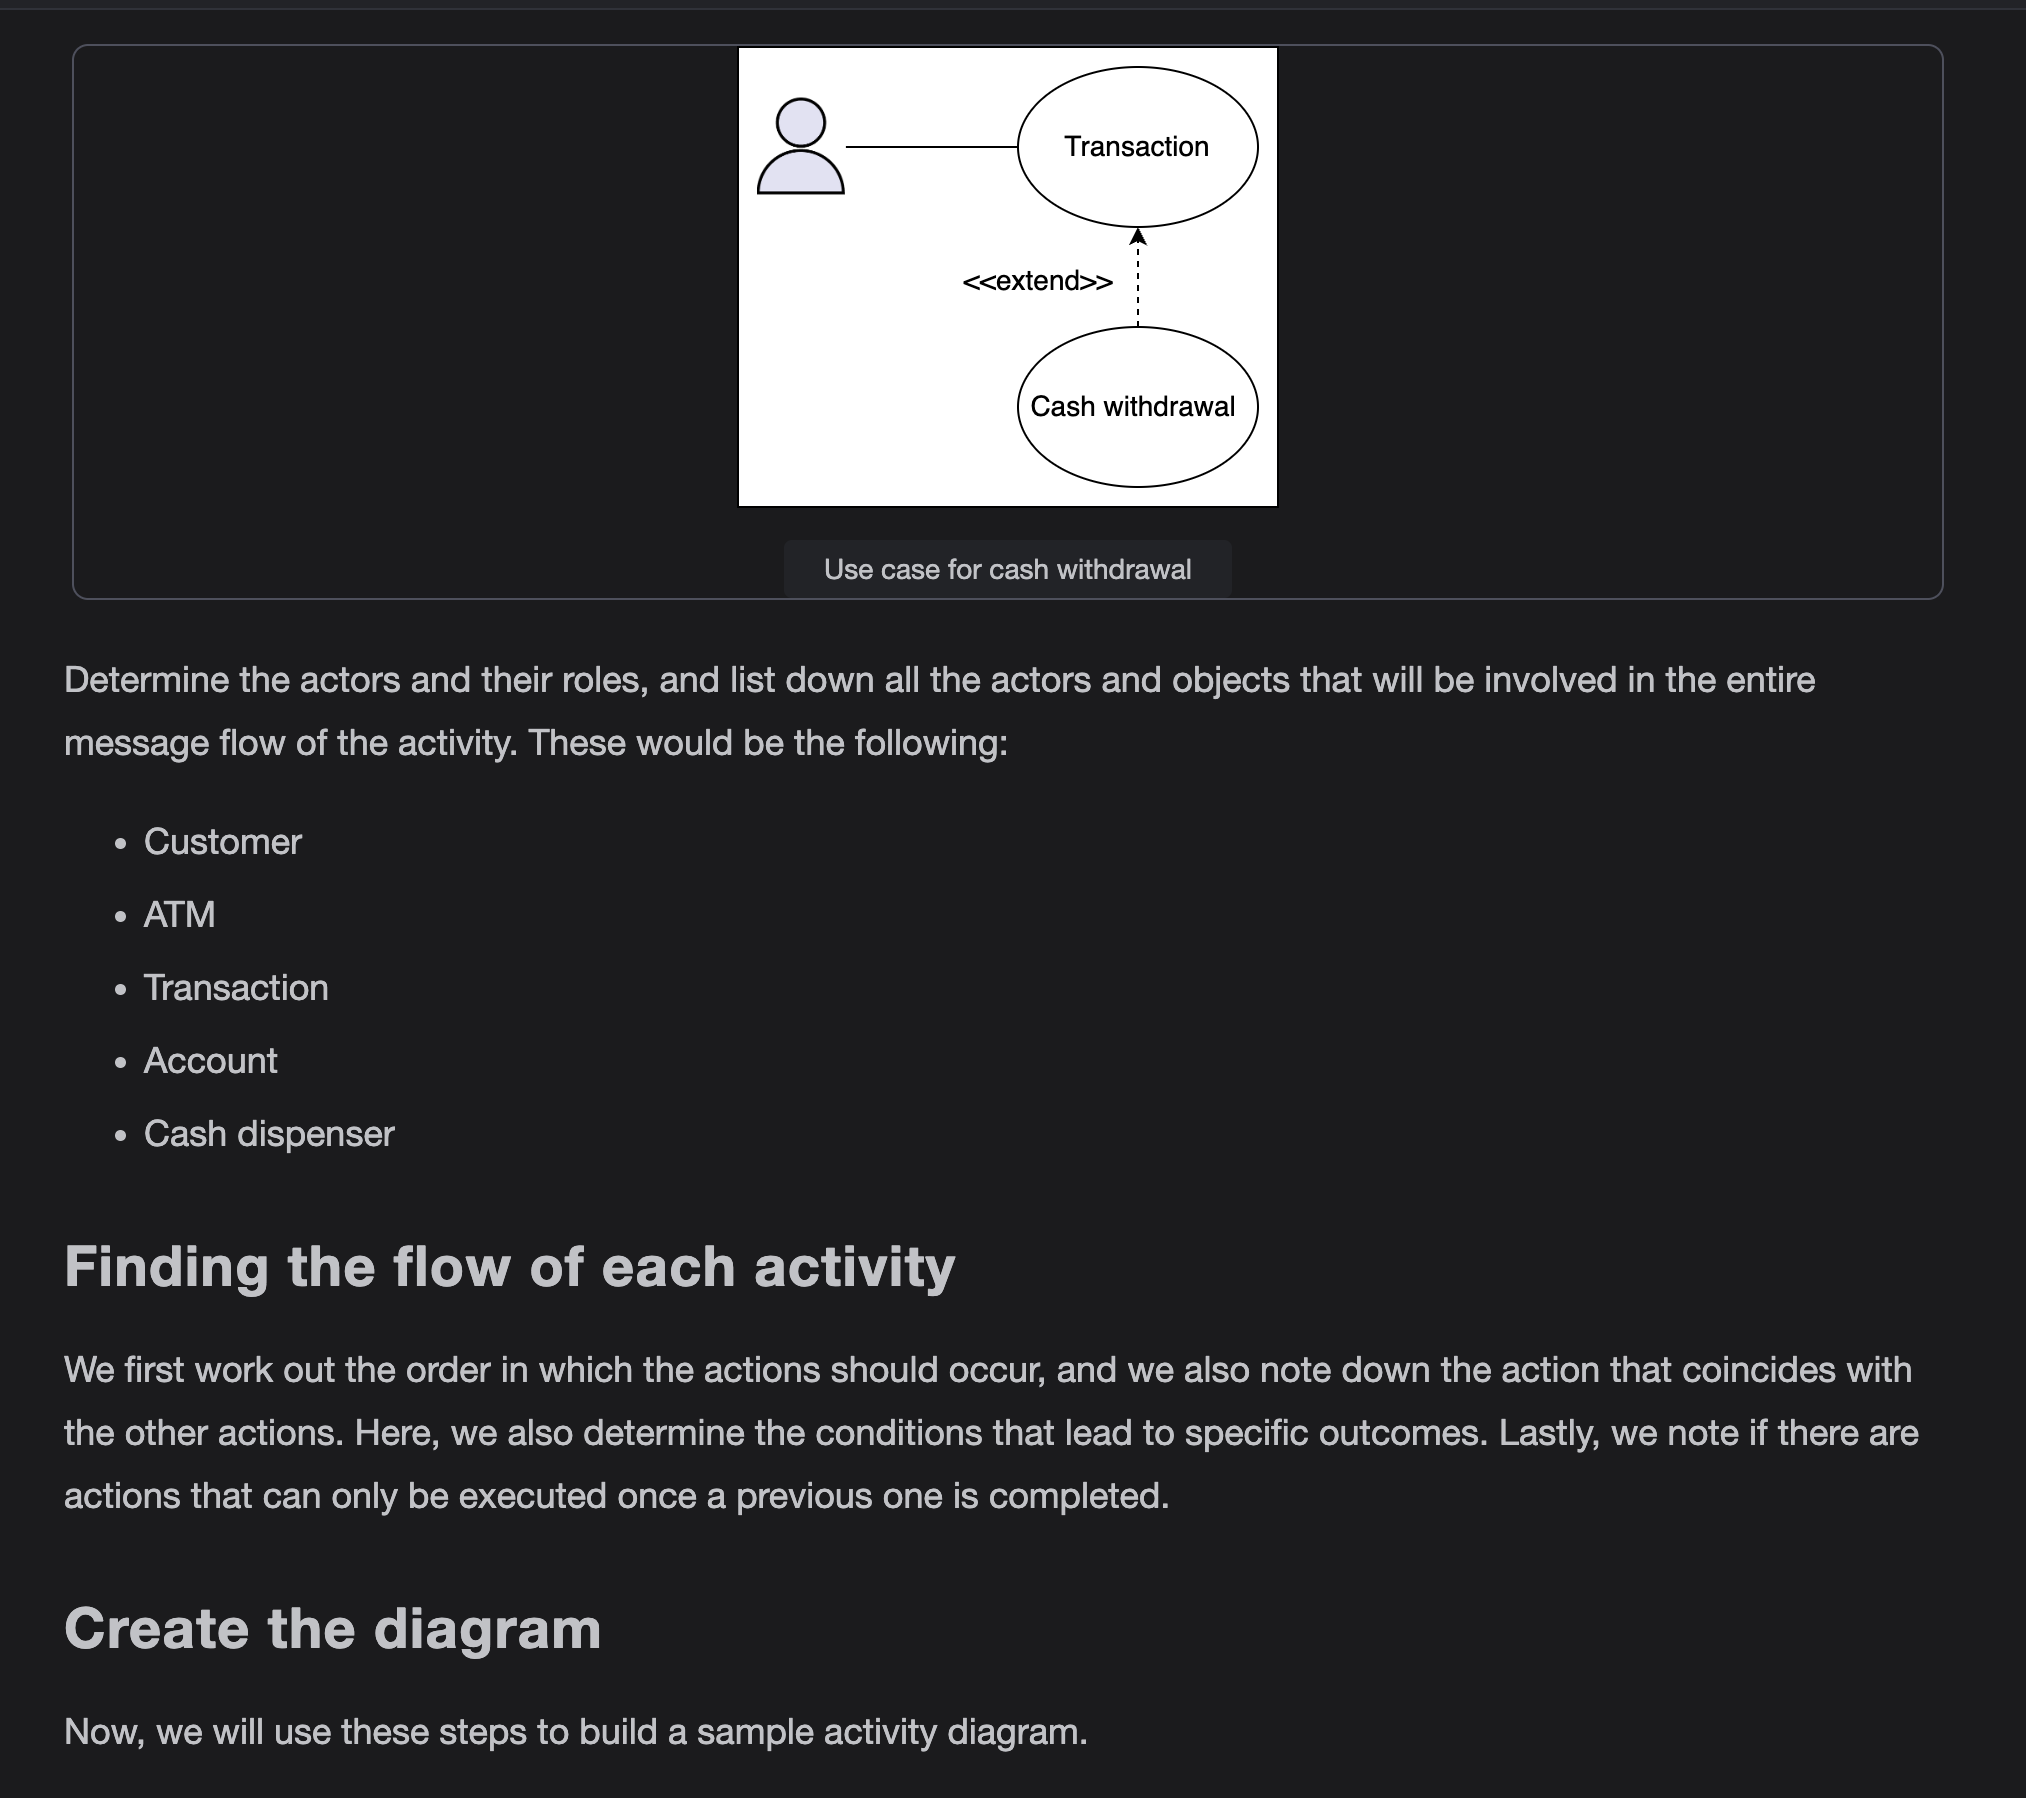 Transaction
<<extend>>
Cash withdrawal
Use case for cash withdrawal
Determine the actors and their roles, and list down all the actors and objects that will be involved in the entire
message flow of the activity. These would be the following:
• Customer
• ATM
• Transaction
• Account
• Cash dispenser
Finding the flow of each activity
We first work out the order in which the actions should occur, and we also note down the action that coincides with
the other actions. Here, we also determine the conditions that lead to specific outcomes. Lastly, we note if there are
actions that can only be executed once a previous one is completed.
Create the diagram
Now, we will use these steps to build a sample activity diagram.